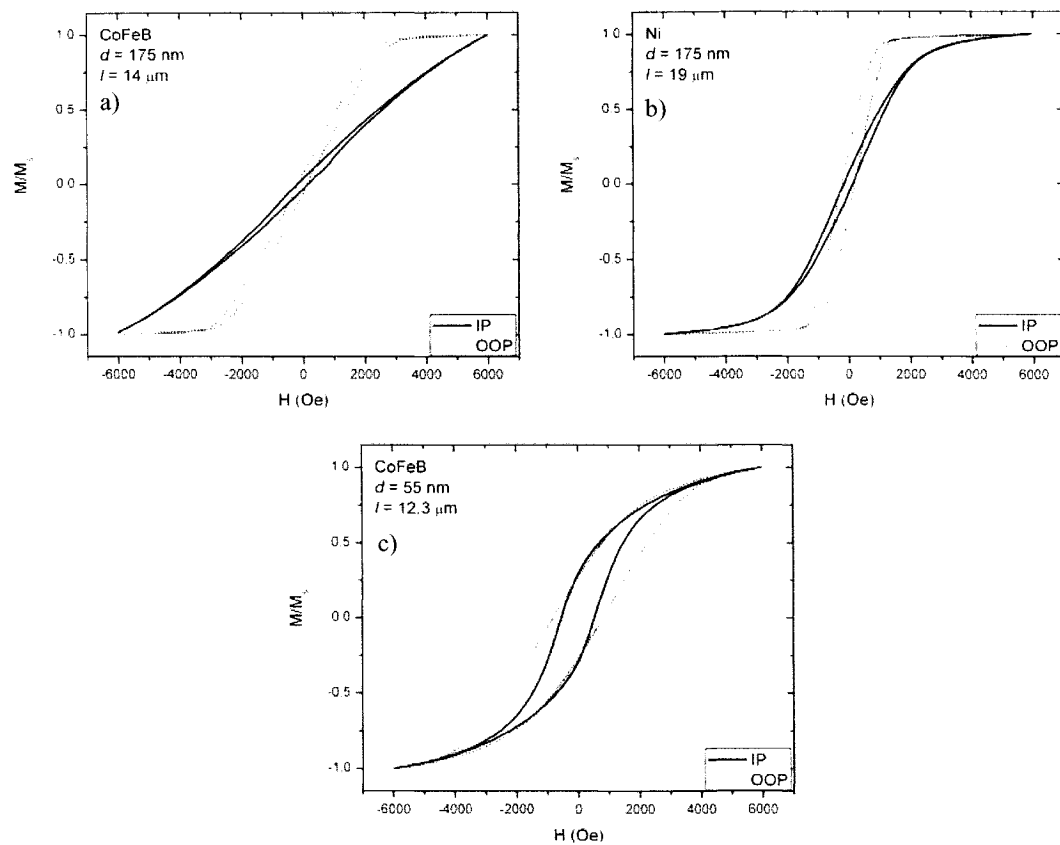 CoFeB
d = 175 nm
l = 14 μm
a)
1.0
0.5
0.0
-0.5
-1.0
M/Ms
-6000 -4000 -2000 0 2000 4000 6000
H (Oe)
IP
OOP
Ni
d = 175 nm
l = 19 μm
b)
1.0
0.5
0.0
-0.5
-1.0
M/Ms
-6000 -4000 -2000 0 2000 4000 6000
H (Oe)
IP
OOP
CoFeB
d = 55 nm
l = 12.3 μm
c)
1.0
0.5
0.0
-0.5
-1.0
M/Ms
-6000 -4000 -2000 0 2000 4000 6000
H (Oe)
IP
OOP